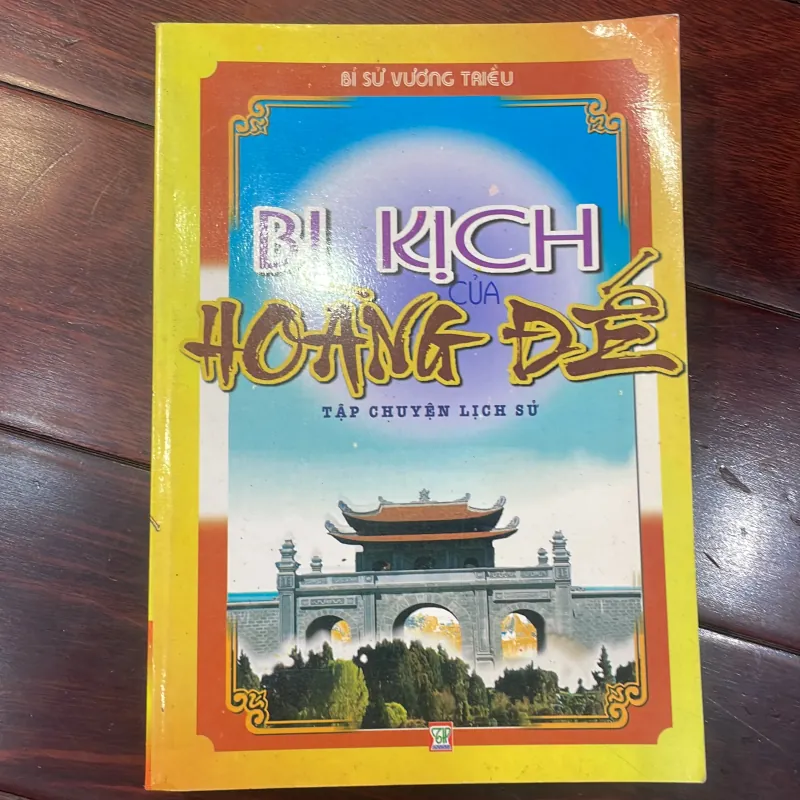 BÍ SỬ VƯƠNG TRIỀU
BI KỊCH
CỦA
HOÀNG ĐẾ
TẬP CHUYỆN LỊCH SỬ